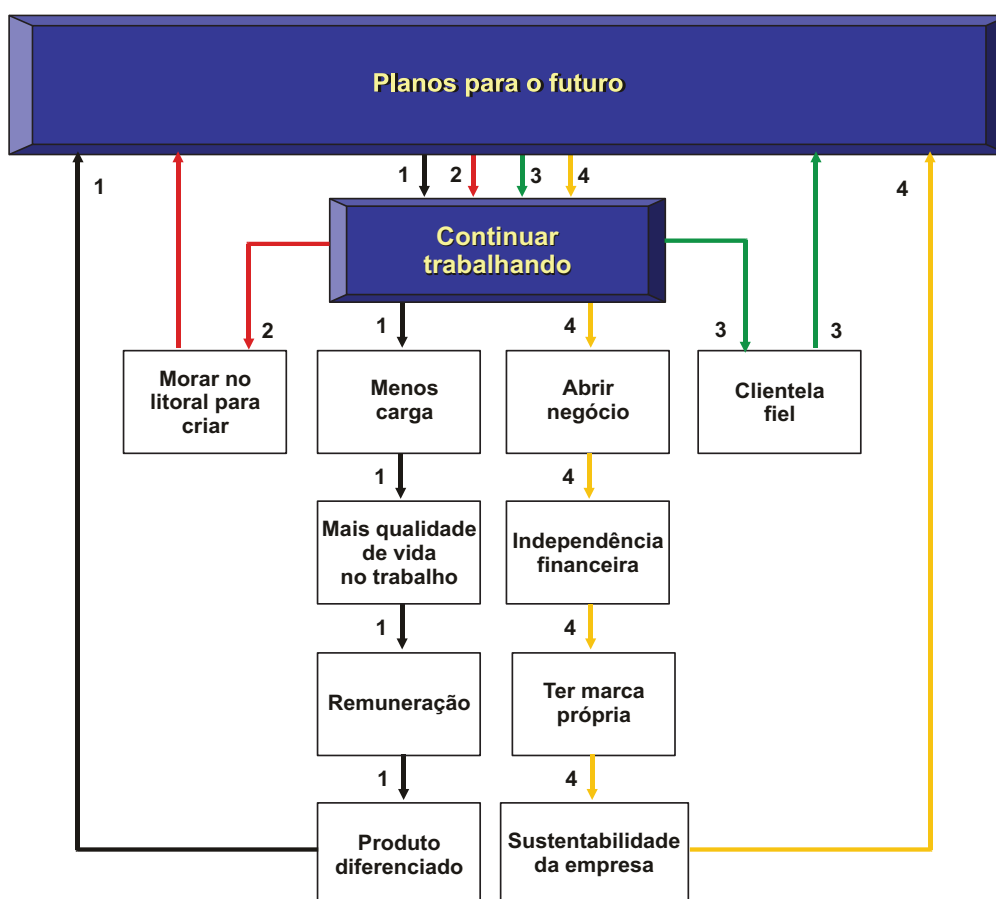 Planos para o futuro
1
1 2 3 4
4
Continuar
trabalhando
2
1
4
3
3
Morar no
litoral para
criar
Menos
carga
Abrir
negócio
Clientela
fiel
1
4
Mais qualidade
de vida
no trabalho
Independência
financeira
1
4
Remuneração
Ter marca
própria
1
4
Produto
diferenciado
Sustentabilidade
da empresa